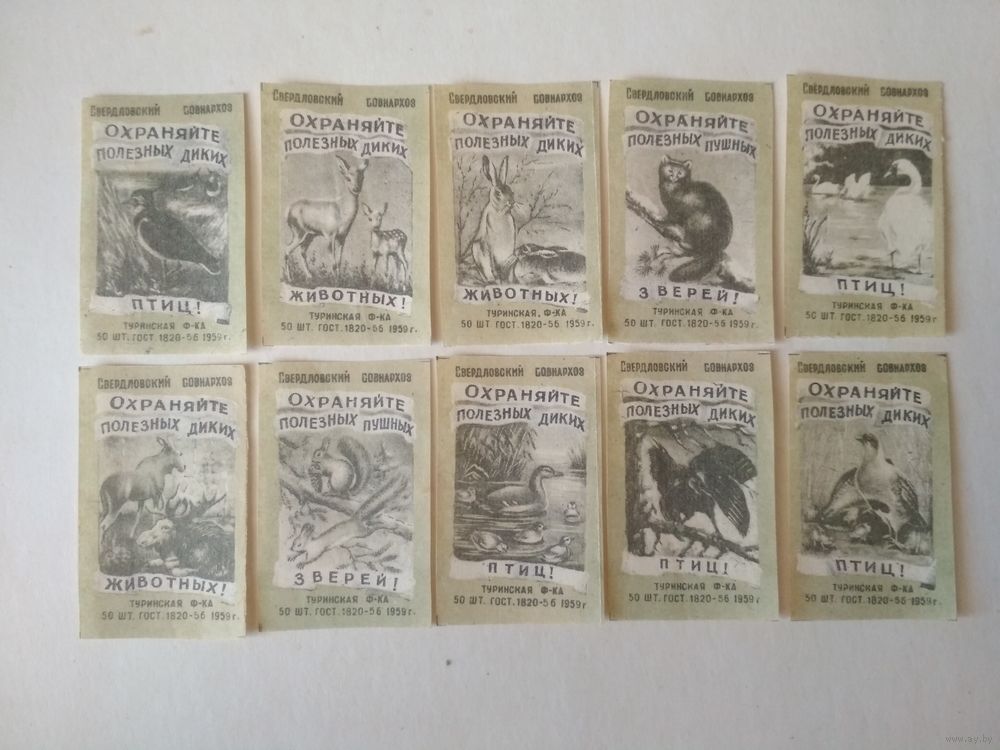 СВЕРДЛОВСКИЙ СОВНАРХОЗ
ОХРАНЯЙТЕ
ПОЛЕЗНЫХ ДИКИХ
ПТИЦ!
ТУРИНСКАЯ Ф-КА
50 ШТ. ГОСТ. 1820-56 1959 г.
СВЕРДЛОВСКИЙ СОВНАРХОЗ
ОХРАНЯЙТЕ
ПОЛЕЗНЫХ ДИКИХ
ЖИВОТНЫХ!
ТУРИНСКАЯ Ф-КА
50 ШТ. ГОСТ. 1820-56 1959 г.
СВЕРДЛОВСКИЙ СОВНАРХОЗ
ОХРАНЯЙТЕ
ПОЛЕЗНЫХ ДИКИХ
ЖИВОТНЫХ!
ТУРИНСКАЯ. Ф-КА
50 ШТ. ГОСТ. 1820-56 1959 г.
СВЕРДЛОВСКИЙ СОВНАРХОЗ
ОХРАНЯЙТЕ
ПОЛЕЗНЫХ ПУШНЫХ
ЗВЕРЕЙ!
ТУРИНСКАЯ Ф-КА
50 ШТ. ГОСТ. 1820-56 1959 г.
СВЕРДЛОВСКИЙ СОВНАРХОЗ
ОХРАНЯЙТЕ
ПОЛЕЗНЫХ ДИКИХ
ПТИЦ!
ТУРИНСКАЯ Ф-КА
50 ШТ. ГОСТ. 1820-56 1959 г.
СВЕРДЛОВСКИЙ СОВНАРХОЗ
ОХРАНЯЙТЕ
ПОЛЕЗНЫХ ДИКИХ
ЖИВОТНЫХ!
ТУРИНСКАЯ Ф-КА
50 ШТ. ГОСТ. 1820-56 1959 г.
СВЕРДЛОВСКИЙ СОВНАРХОЗ
ОХРАНЯЙТЕ
ПОЛЕЗНЫХ ПУШНЫХ
ЗВЕРЕЙ!
ТУРИНСКАЯ Ф-КА
50 ШТ. ГОСТ. 1820-56 1959 г.
СВЕРДЛОВСКИЙ СОВНАРХОЗ
ОХРАНЯЙТЕ
ПОЛЕЗНЫХ ДИКИХ
ПТИЦ!
ТУРИНСКАЯ Ф-КА
50 ШТ. ГОСТ. 1820-56 1959 г.
СВЕРДЛОВСКИЙ СОВНАРХОЗ
ОХРАНЯЙТЕ
ПОЛЕЗНЫХ ДИКИХ
ПТИЦ!
ТУРИНСКАЯ Ф-КА
50 ШТ. ГОСТ. 1820-56 1959 г.
СВЕРДЛОВСКИЙ СОВНАРХОЗ
ОХРАНЯЙТЕ
ПОЛЕЗНЫХ ДИКИХ
ПТИЦ!
ТУРИНСКАЯ Ф-КА
50 ШТ. ГОСТ. 1820-56 1959 г.
www.ay.by